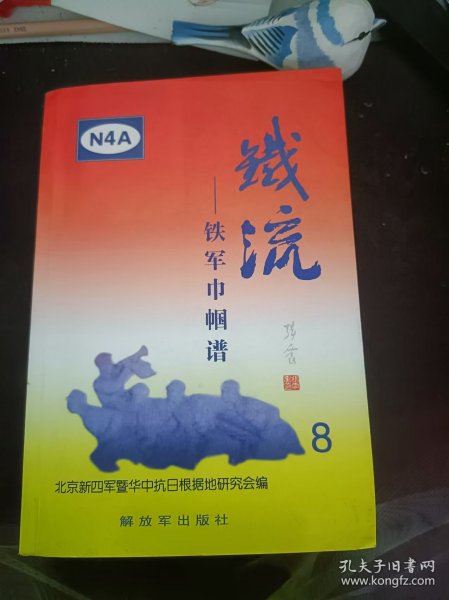 N4A
鐵流
——铁军巾帼谱
8
北京新四军暨华中抗日根据地研究会编
解放军出版社
孔夫子旧书网
www.kongfz.com